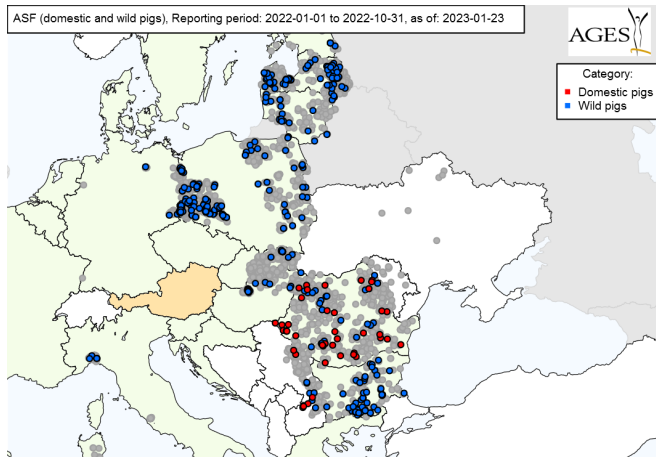 ASF (domestic and wild pigs), Reporting period: 2022-01-01 to 2022-10-31, as of: 2023-01-23
AGES
Category:
Domestic pigs
Wild pigs